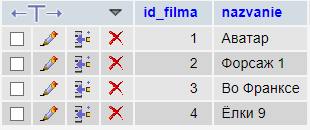 id_filma nazvanie
1 Аватар
2 Форсаж 1
3 Во Франксе
4 Ёлки 9